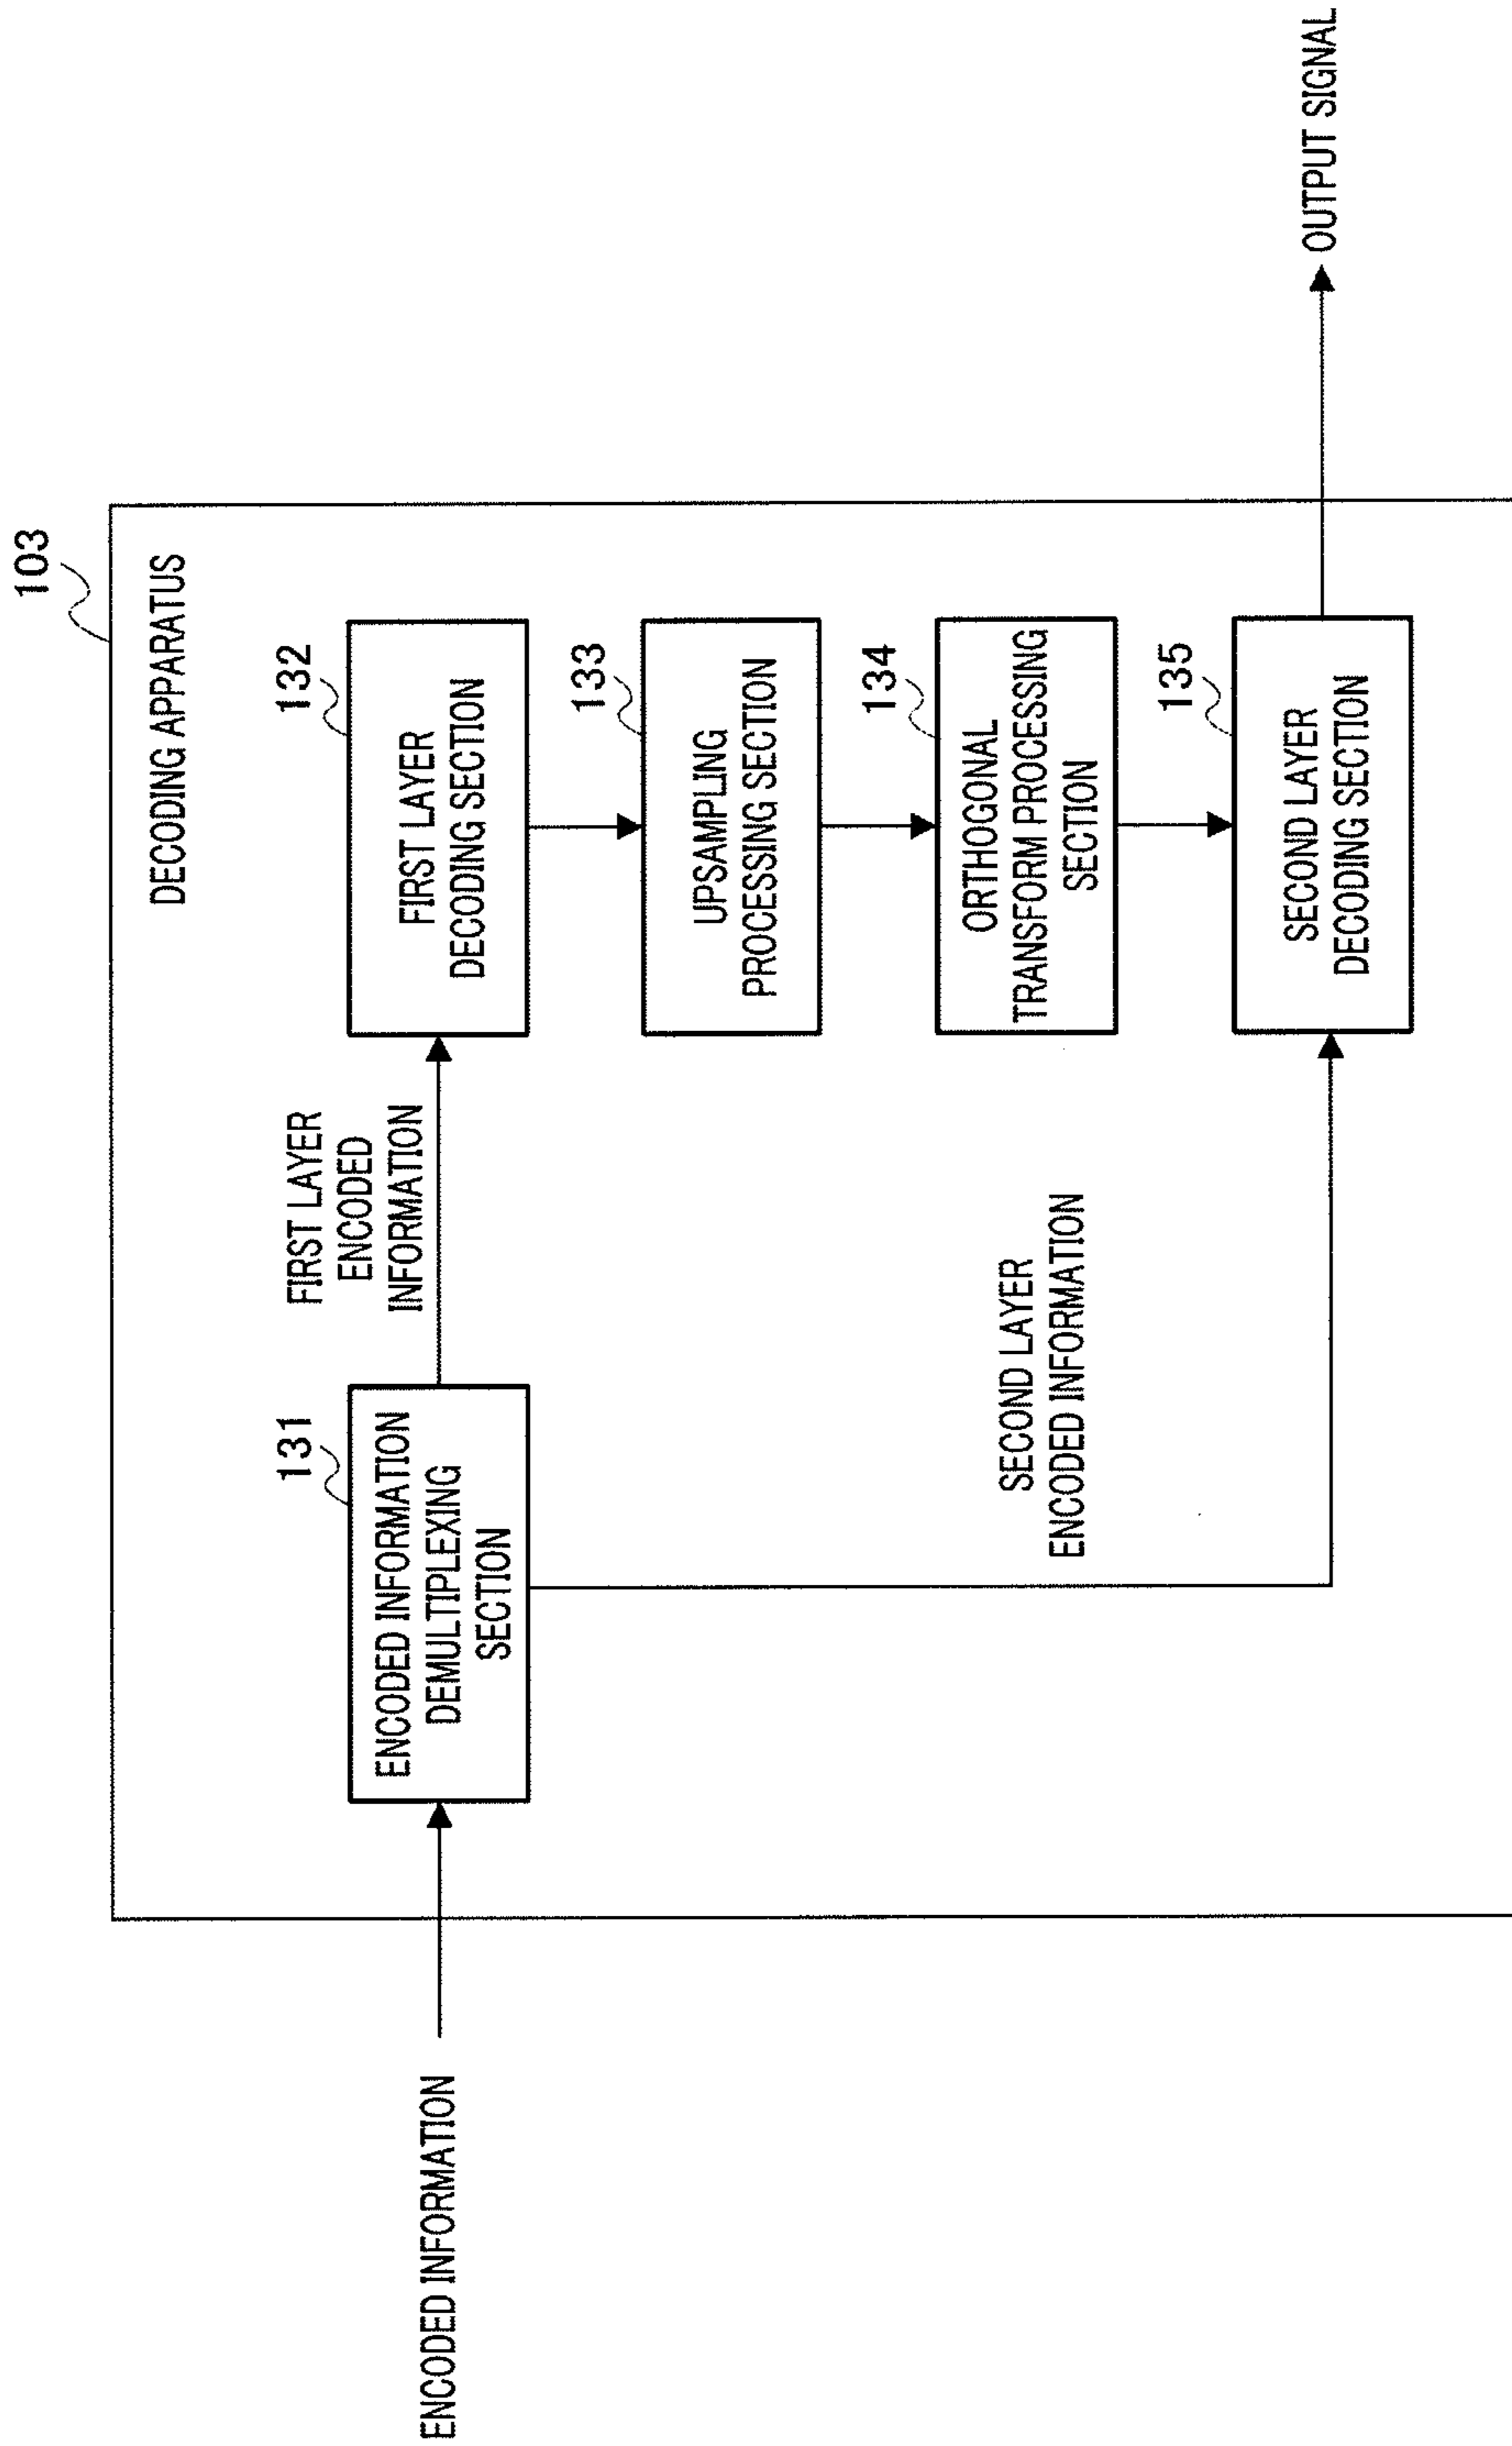 103
DECODING APPARATUS
ENCODED INFORMATION
131
ENCODED INFORMATION
DEMULTIPLEXING
SECTION
FIRST LAYER
ENCODED
INFORMATION
132
FIRST LAYER
DECODING SECTION
133
UPSAMPLING
PROCESSING SECTION
134
ORTHOGONAL
TRANSFORM PROCESSING
SECTION
SECOND LAYER
ENCODED INFORMATION
135
SECOND LAYER
DECODING SECTION
OUTPUT SIGNAL